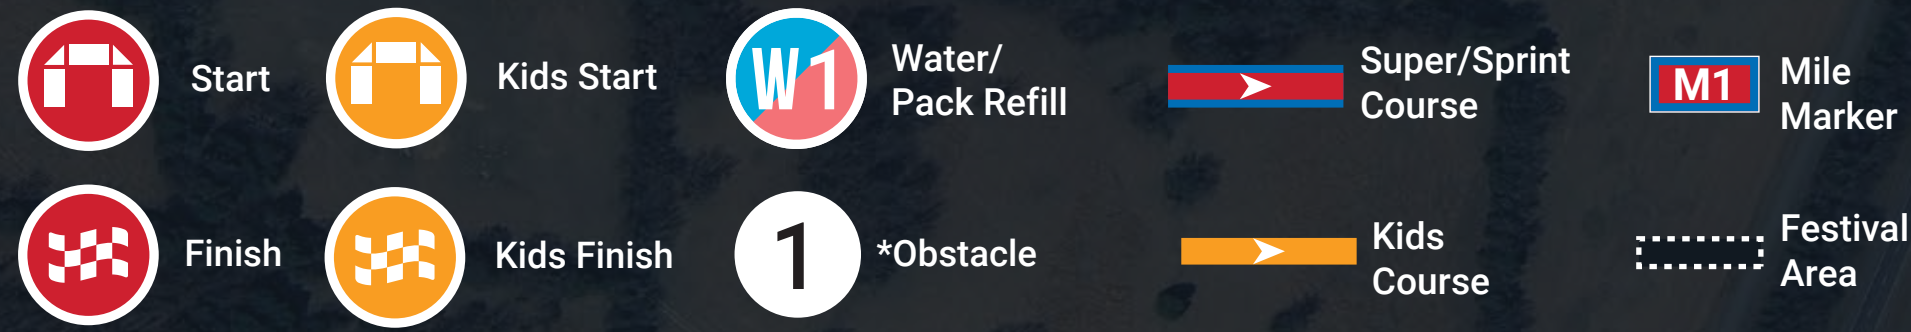 Start
Kids Start
W1
Water/
Pack Refill
Super/Sprint
Course
M1
Mile
Marker
Finish
Kids Finish
1
*Obstacle
Kids
Course
Festival
Area